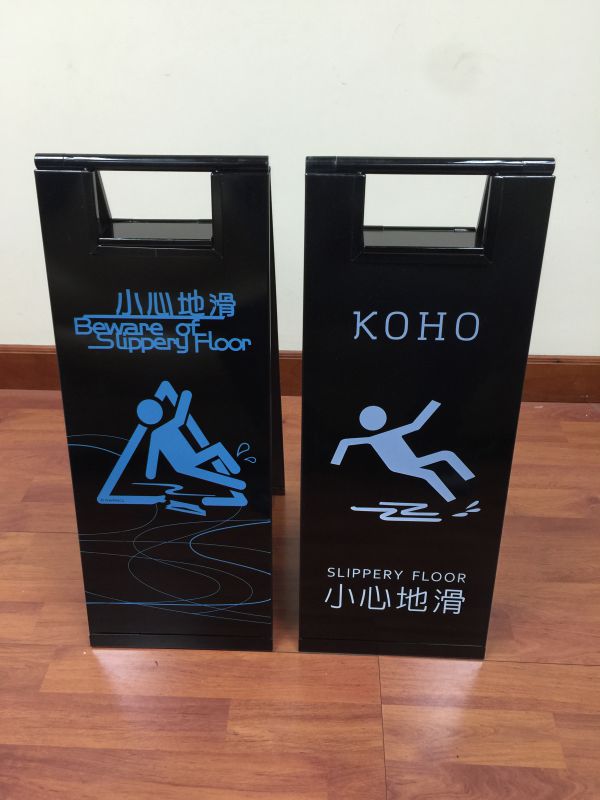 小心地滑
Beware of
Slippery Floor
KOHO
SLIPPERY FLOOR
小心地滑